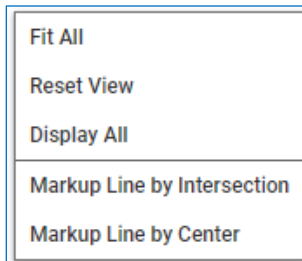 Fit All
Reset View
Display All
Markup Line by Intersection
Markup Line by Center